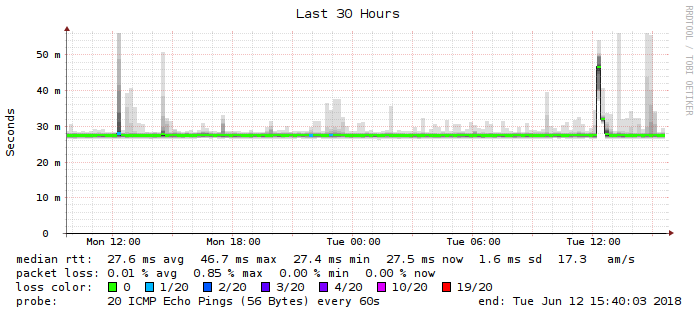 Last 30 Hours
RRDTOOL / TOBI OETIKER
Seconds
50 m
40 m
30 m
20 m
10 m
0
Mon 12:00 Mon 18:00 Tue 00:00 Tue 06:00 Tue 12:00
median rtt: 27.6 ms avg 46.7 ms max 27.4 ms min 27.5 ms now 1.6 ms sd 17.3 am/s
packet loss: 0.01 % avg 0.85 % max 0.00 % min 0.00 % now
loss color: 0 1/20 2/20 3/20 4/20 10/20 19/20
probe: 20 ICMP Echo Pings (56 Bytes) every 60s end: Tue Jun 12 15:40:03 2018